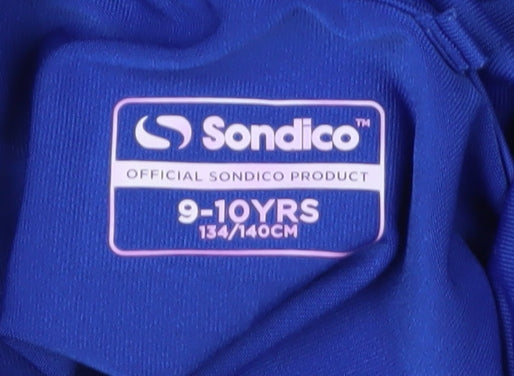 Sondico™
OFFICIAL SONDICO PRODUCT
9-10YRS
134/140CM